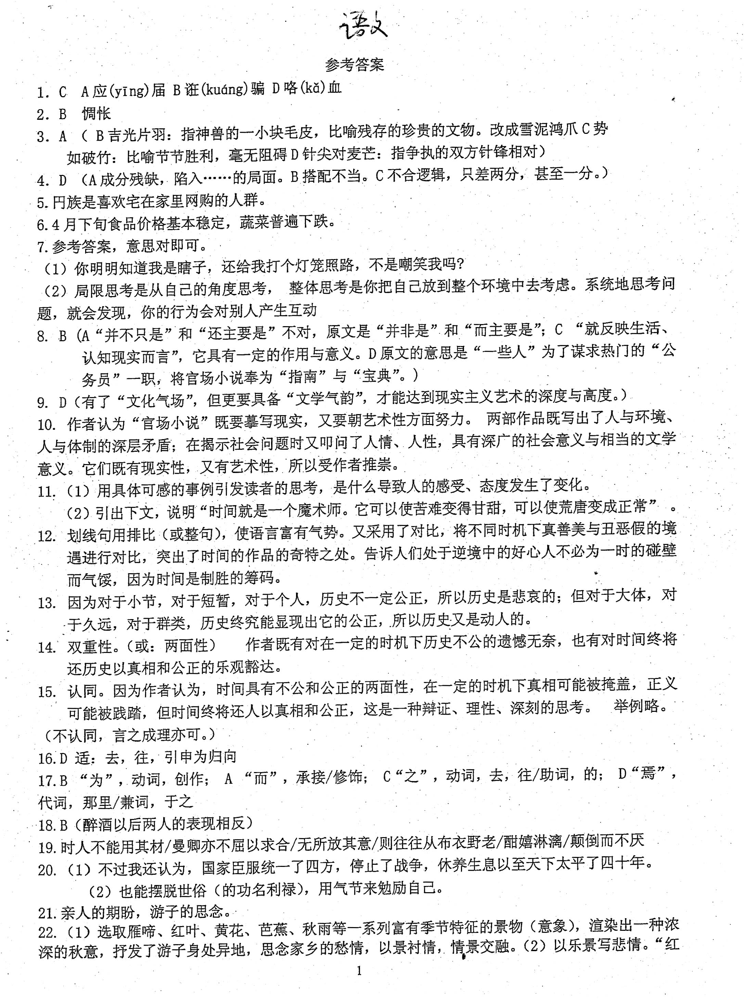 语文
参考答案
1. C A应(yīng)届 B诳(kuáng)骗 D咯(kǎ)血
2. B 惆怅
3. A （ B吉光片羽：指神兽的一小块毛皮，比喻残存的珍贵的文物。改成雪泥鸿爪C势
如破竹：比喻节节胜利，毫无阻碍D针尖对麦芒：指争执的双方针锋相对）
4. D （A成分残缺，陷入……的局面。B搭配不当。C不合逻辑，只差两分，甚至一分。）
5.円族是喜欢宅在家里网购的人群。
6.4月下旬食品价格基本稳定，蔬菜普遍下跌。
7.参考答案，意思对即可。
（1）你明明知道我是瞎子，还给我打个灯笼照路，不是嘲笑我吗?
（2）局限思考是从自己的角度思考， 整体思考是你把自己放到整个环境中去考虑。系统地思考问
题，就会发现，你的行为会对别人产生互动
8. B (A“并不只是”和“还主要是”不对，原文是“并非是”和“而主要是”；C “就反映生活、
认知现实而言”，它具有一定的作用与意义。D原文的意思是“一些人”为了谋求热门的“公
务员”一职，将官场小说奉为“指南”与“宝典”。）
9. D（有了“文化气场”，但更要具备“文学气韵”，才能达到现实主义艺术的深度与高度。）
10. 作者认为“官场小说”既要摹写现实，又要朝艺术性方面努力。 两部作品既写出了人与环境、
人与体制的深层矛盾；在揭示社会问题时又叩问了人情、人性，具有深广的社会意义与相当的文学
意义。它们既有现实性，又有艺术性，所以受作者推崇。
11.（1）用具体可感的事例引发读者的思考，是什么导致人的感受、态度发生了变化。
（2）引出下文，说明“时间就是一个魔术师。它可以使苦难变得甘甜，可以使荒唐变成正常” 。
12. 划线句用排比（或整句），使语言富有气势。又采用了对比，将不同时机下真善美与丑恶假的境
遇进行对比，突出了时间的作品的奇特之处。告诉人们处于逆境中的好心人不必为一时的碰壁
而气馁，因为时间是制胜的筹码。
13. 因为对于小节，对于短暂，对于个人，历史不一定公正，所以历史是悲哀的；但对于大体，对
于久远，对于群类，历史终究能显现出它的公正，所以历史又是动人的。
14. 双重性。（或：两面性） 作者既有对在一定的时机下历史不公的遗憾无奈，也有对时间终将
还历史以真相和公正的乐观豁达。
15. 认同。因为作者认为，时间具有不公和公正的两面性，在一定的时机下真相可能被掩盖，正义
可能被践踏，但时间终将还人以真相和公正，这是一种辩证、理性、深刻的思考。 举例略。
（不认同，言之成理亦可。）
16.D 适：去，往，引申为归向
17.B “为”，动词，创作； A “而”，承接/修饰； C“之”，动词，去，往/助词，的； D“焉”，
代词，那里/兼词，于之
18.B（醉酒以后两人的表现相反）
19.时人不能用其材/曼卿亦不屈以求合/无所放其意/则往往从布衣野老/酣嬉淋漓/颠倒而不厌
20.（1）不过我还认为，国家臣服统一了四方，停止了战争，休养生息以至天下太平了四十年。
（2）也能摆脱世俗（的功名利禄），用气节来勉励自己。
21.亲人的期盼，游子的思念。
22.（1）选取雁啼、红叶、黄花、芭蕉、秋雨等一系列富有季节特征的景物（意象），渲染出一种浓
深的秋意，抒发了游子身处异地，思念家乡的愁情，以景衬情，情景交融。（2）以乐景写悲情。“红
1